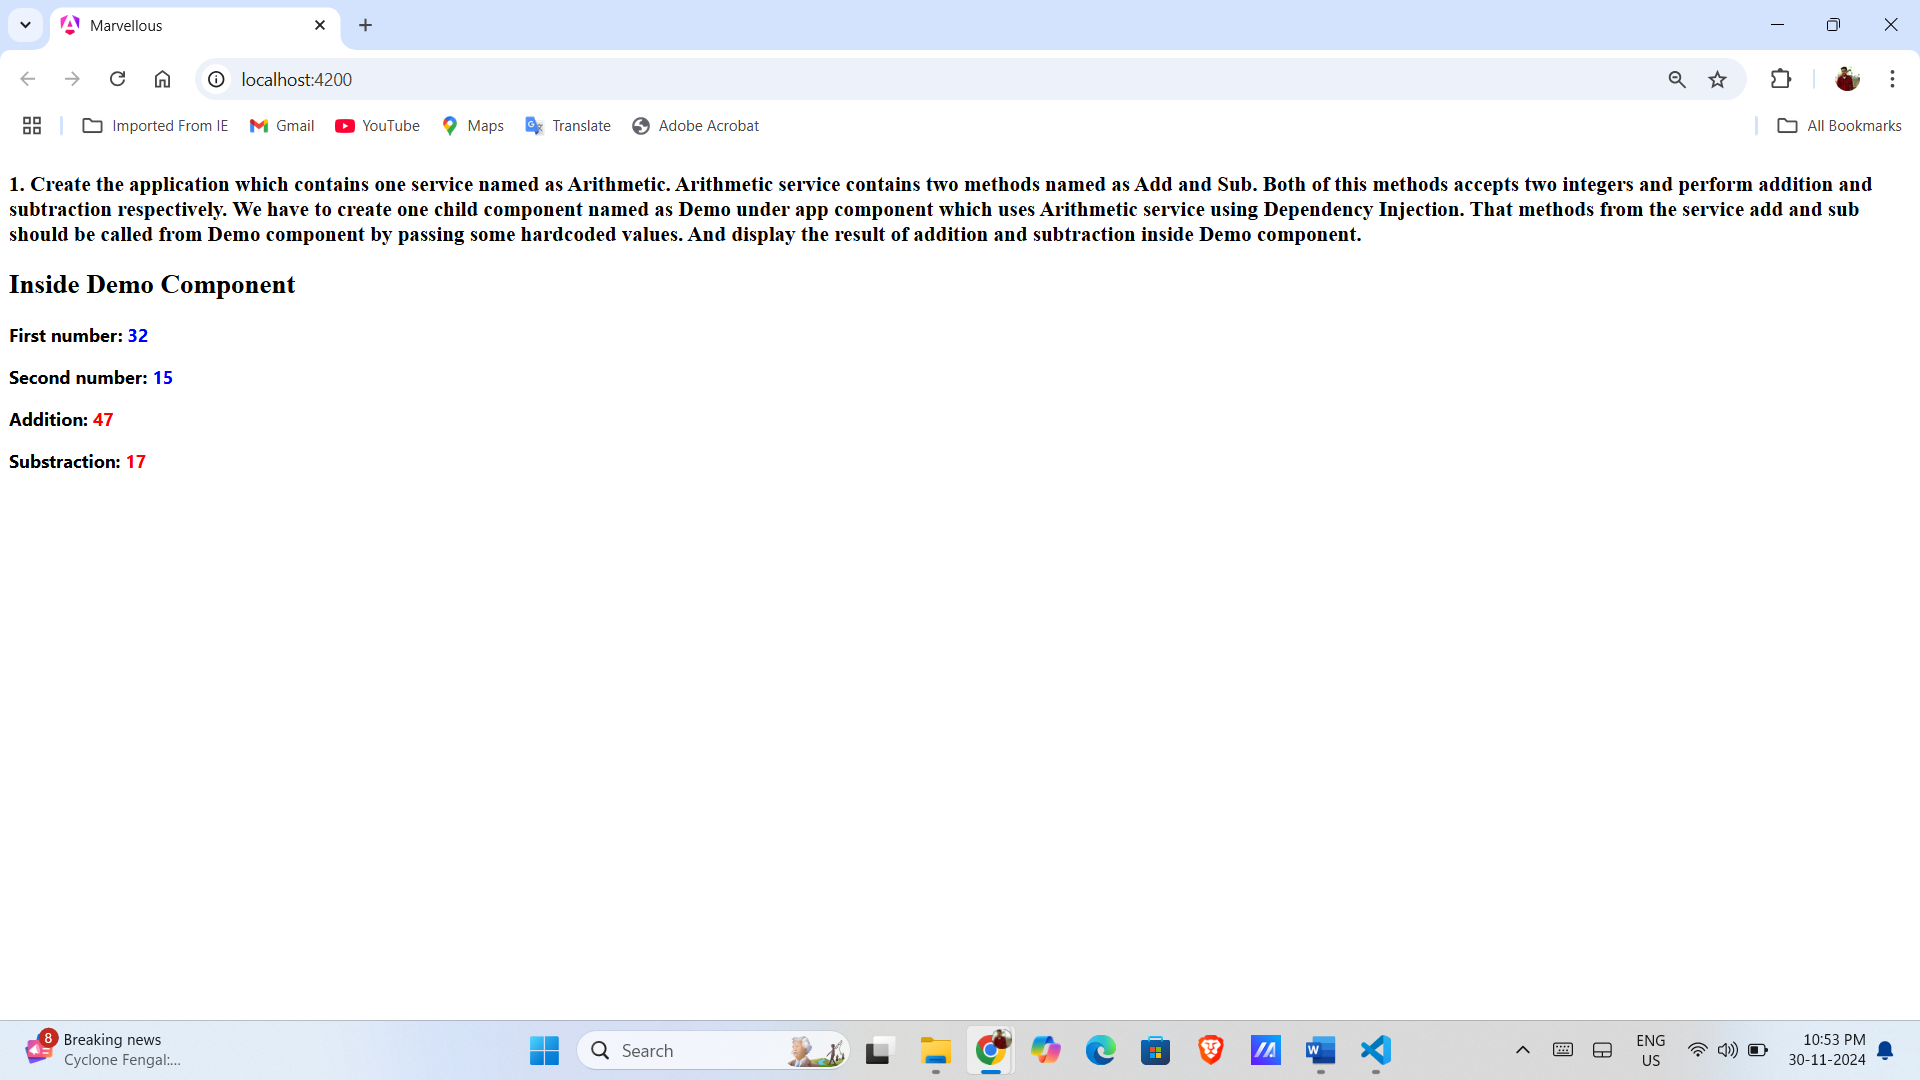 Marvellous
localhost:4200
Imported From IE
Gmail
YouTube
Maps
Translate
Adobe Acrobat
All Bookmarks
1. Create the application which contains one service named as Arithmetic. Arithmetic service contains two methods named as Add and Sub. Both of this methods accepts two integers and perform addition and
subtraction respectively. We have to create one child component named as Demo under app component which uses Arithmetic service using Dependency Injection. That methods from the service add and sub
should be called from Demo component by passing some hardcoded values. And display the result of addition and subtraction inside Demo component.
Inside Demo Component
First number: 32
Second number: 15
Addition: 47
Substraction: 17
8
Breaking news
Cyclone Fengal:...
Search
ENG
US
10:53 PM
30-11-2024